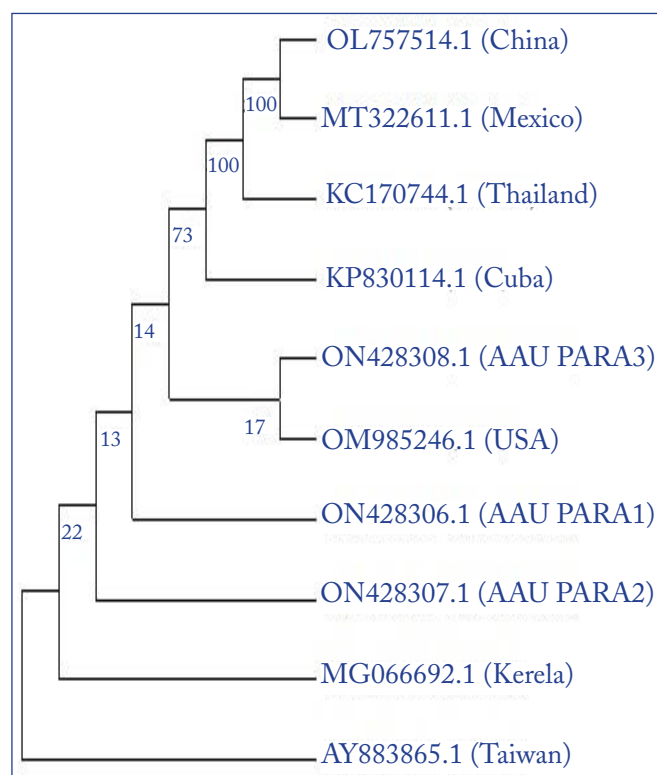 OL757514.1 (China)
100
MT322611.1 (Mexico)
100
KC170744.1 (Thailand)
73
KP830114.1 (Cuba)
14
ON428308.1 (AAU PARA3)
17
OM985246.1 (USA)
13
ON428306.1 (AAU PARA1)
22
ON428307.1 (AAU PARA2)
MG066692.1 (Kerela)
AY883865.1 (Taiwan)